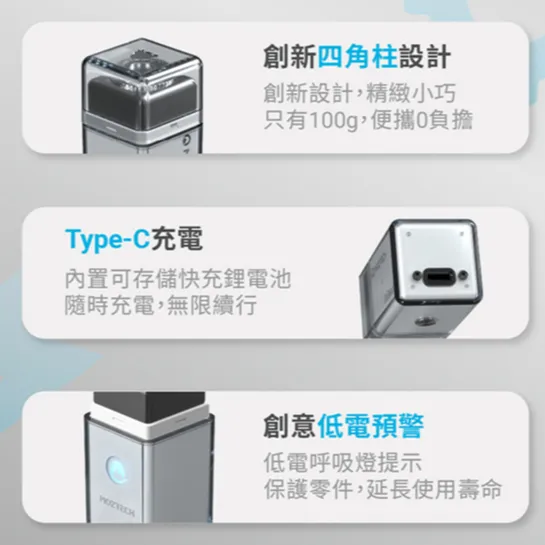 創新四角柱設計
創新設計,精緻小巧
只有100g,便攜0負擔
Type-C充電
內置可存儲快充鋰電池
隨時充電,無限續行
創意低電預警
低電呼吸燈提示
保護零件,延長使用壽命
MEETECH